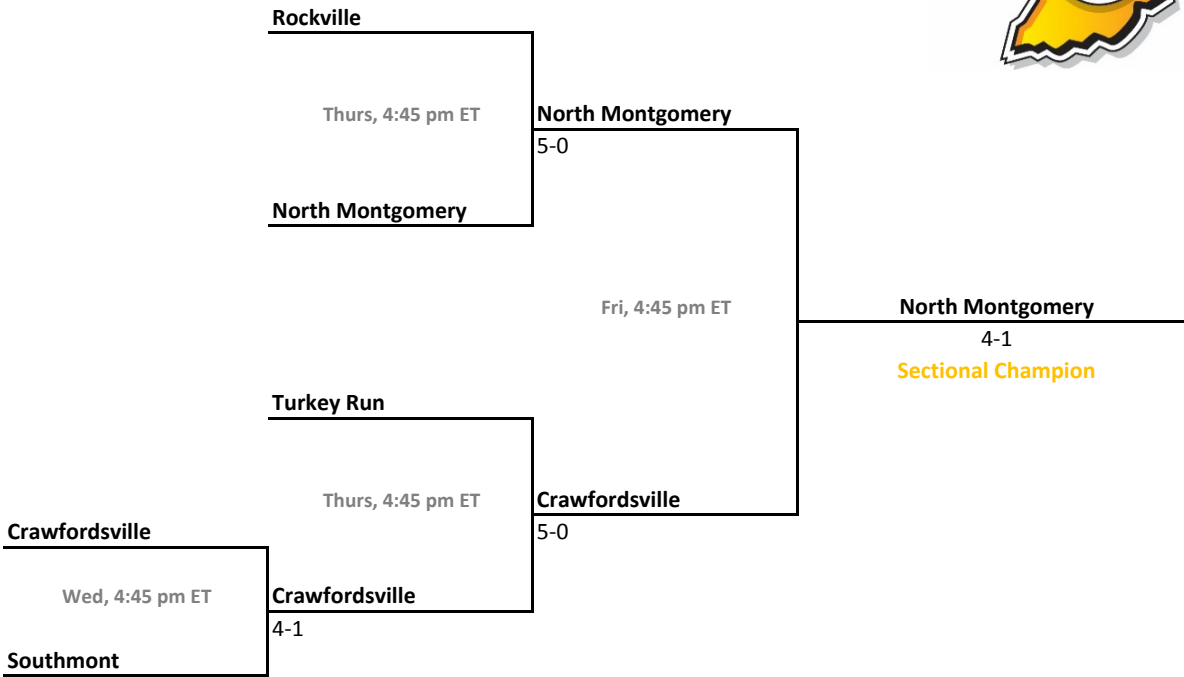 Rockville
Thurs, 4:45 pm ET
North Montgomery
5-0
North Montgomery
Fri, 4:45 pm ET
North Montgomery
4-1
Sectional Champion
Turkey Run
Thurs, 4:45 pm ET
Crawfordsville
5-0
Crawfordsville
Wed, 4:45 pm ET
Crawfordsville
4-1
Southmont